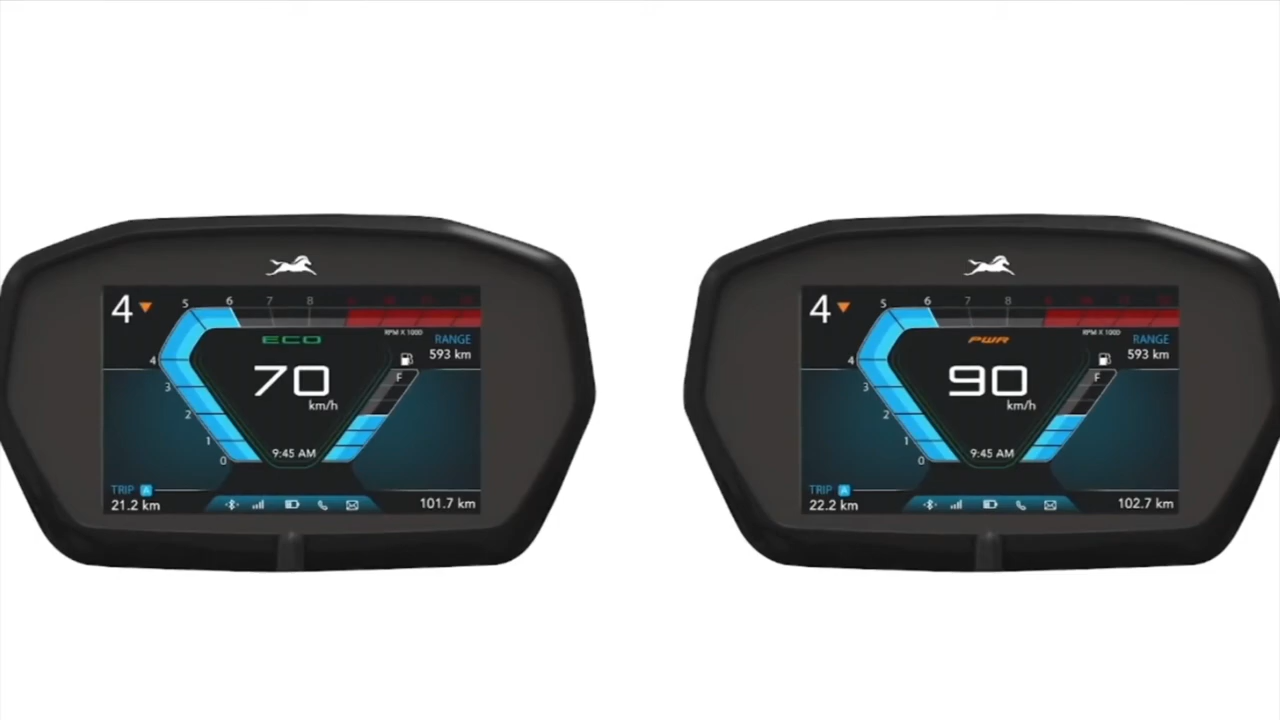 4
5 6 7 8
RPM X 1000
RANGE
593 km
ECO
F
4
70
km/h
3
2
1
0
9:45 AM
TRIP A
21.2 km
101.7 km
4
5 6 7 8
RPM X 1000
RANGE
593 km
PWR
F
4
90
km/h
3
2
1
0
9:45 AM
TRIP A
22.2 km
102.7 km